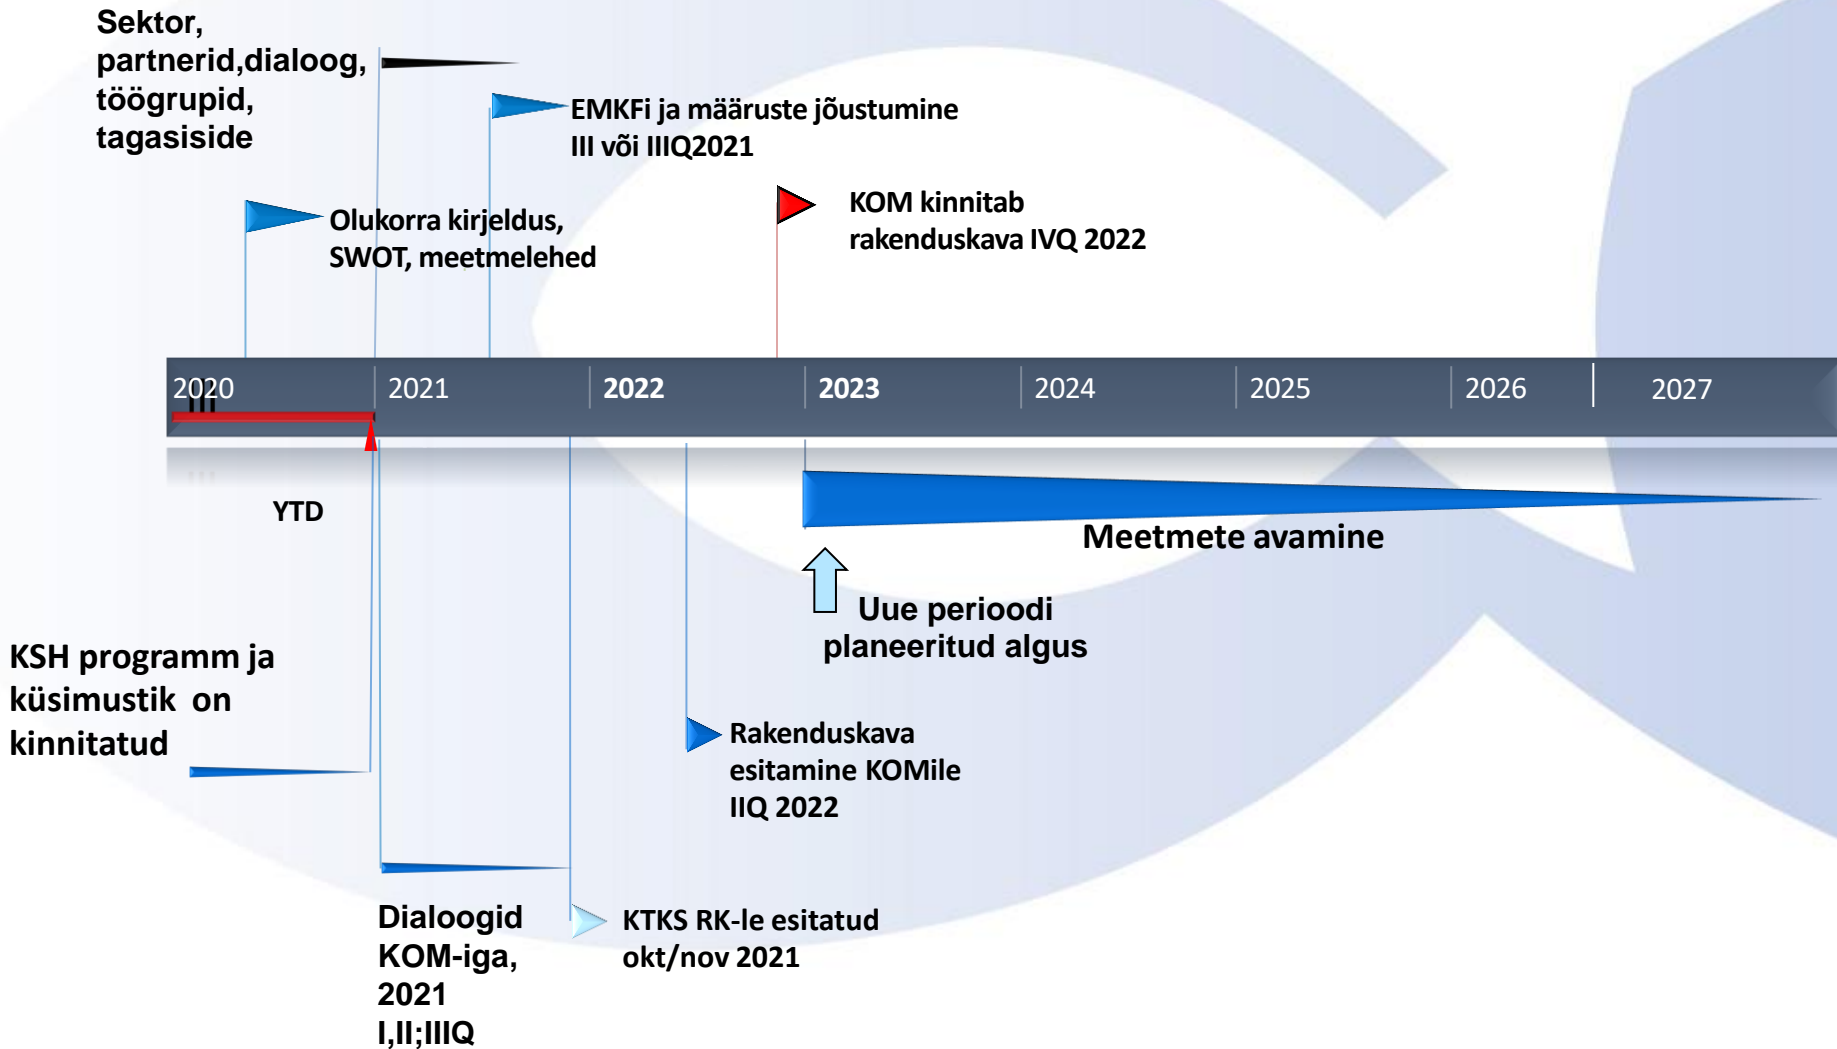 Sektor,
partnerid,dialoog,
töögrupid,
tagasiside
EMKFi ja määruste jõustumine
III või IIIQ2021
Olukorra kirjeldus,
SWOT, meetmelehed
KOM kinnitab
rakenduskava IVQ 2022
2020
III
2021
2022
2023
2024
2025
2026
2027
YTD
Meetmete avamine
Uue perioodi
planeeritud algus
KSH programm ja
küsimustik on
kinnitatud
Rakenduskava
esitamine KOMile
IIQ 2022
Dialoogid
KOM-iga,
2021
I,II;IIIQ
KTKS RK-le esitatud
okt/nov 2021